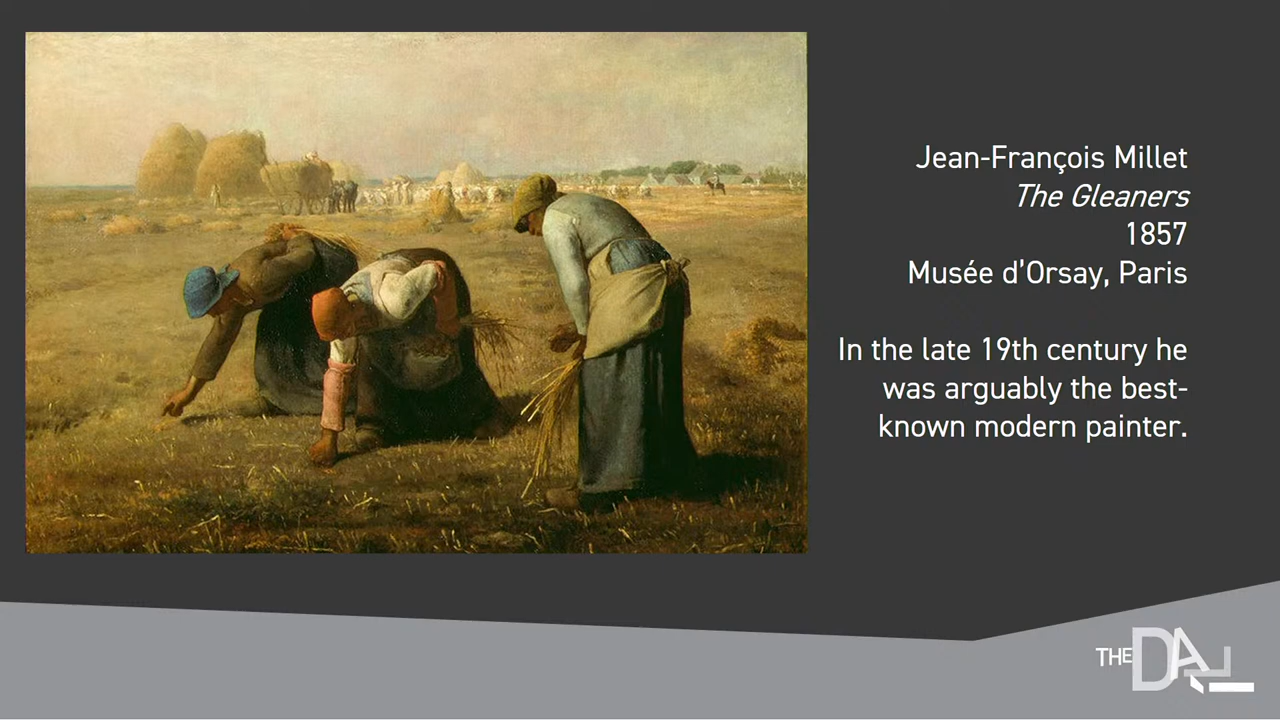 Jean-François Millet
The Gleaners
1857
Musée d’Orsay, Paris
In the late 19th century he
was arguably the best-
known modern painter.
THE DALÍ